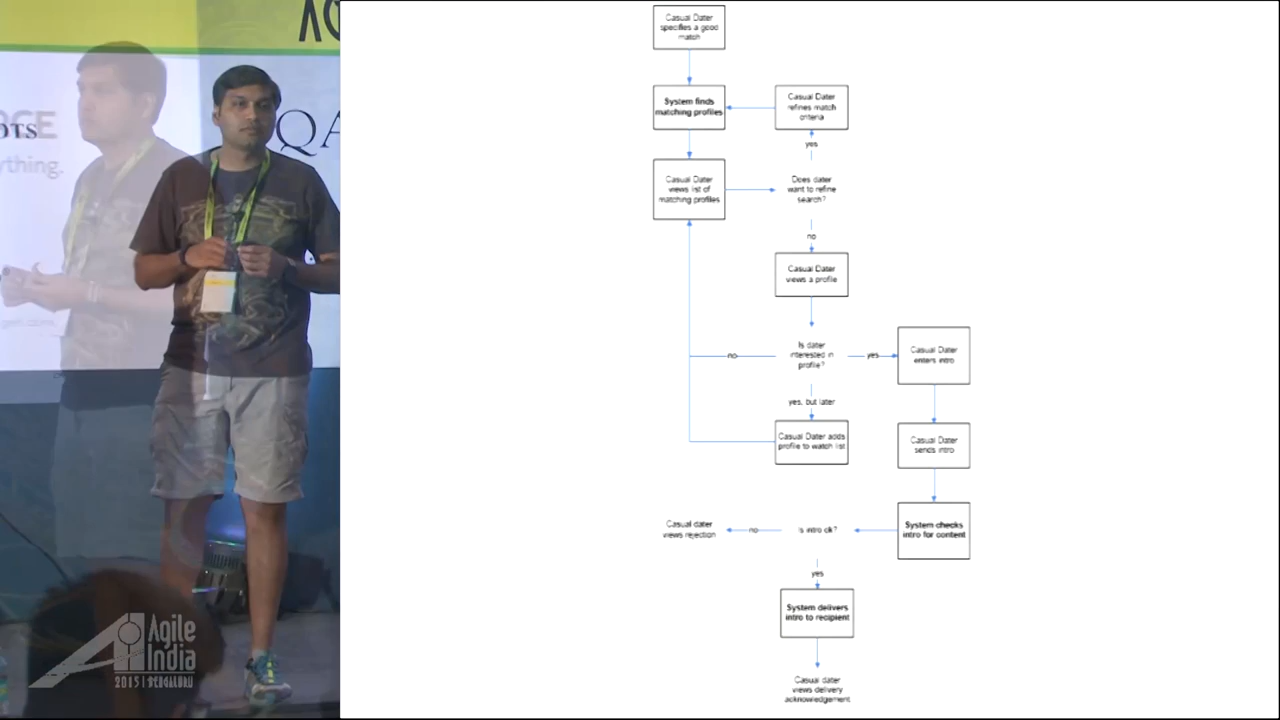 OTS
E
ything.
QA
Agile
India
2015 | BENGALURU
Casual Dater
specifies a good
match
System finds
matching profiles
Casual Dater
refines match
criteria
yes
Casual Dater
views list of
matching profiles
Does dater
want to refine
search?
no
Casual Dater
views a profile
Is dater
interested in
profile?
no
yes
Casual Dater
enters intro
yes, but later
Casual Dater adds
profile to watch list
Casual Dater
sends intro
System checks
intro for content
Is intro ok?
no
Casual dater
views rejection
yes
System delivers
intro to recipient
Casual dater
views delivery
acknowledgement